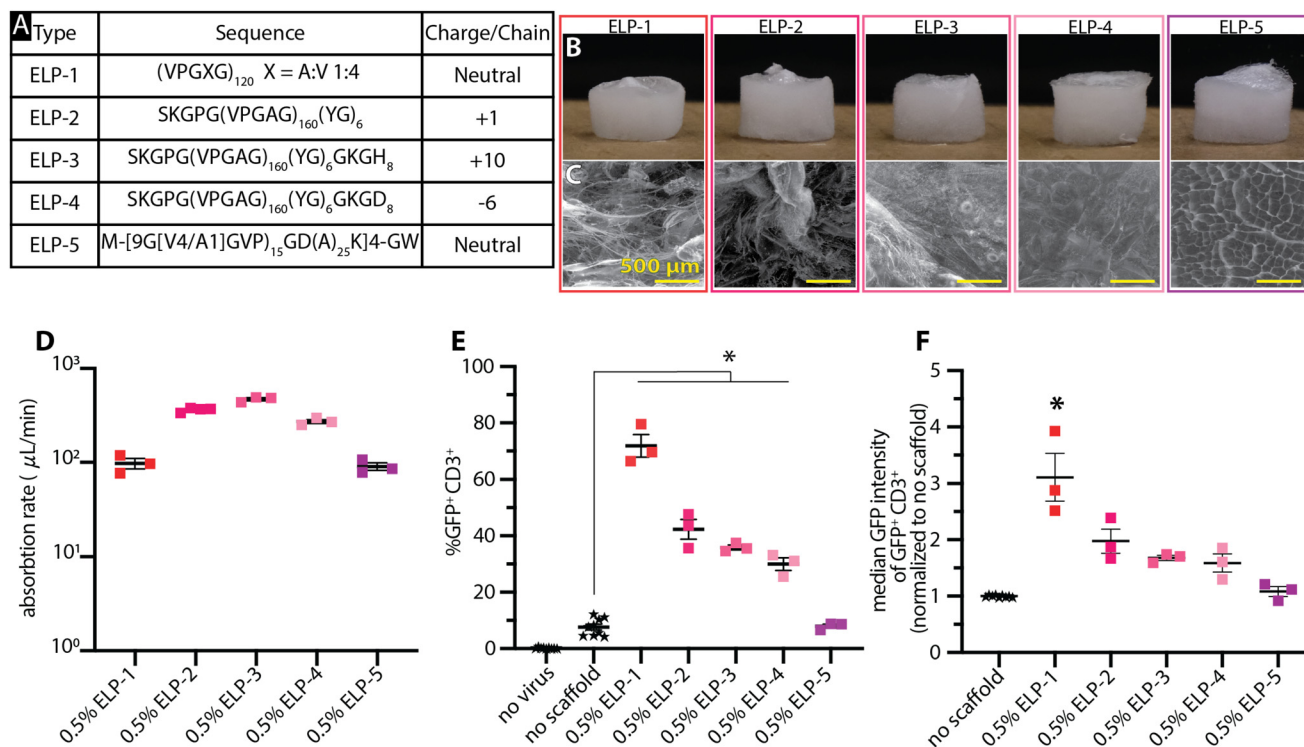 A
Type Sequence Charge/Chain
ELP-1 (VPGXG)₁₂₀ X = A:V 1:4 Neutral
ELP-2 SKGPG(VPGAG)₁₆₀(YG)₆ +1
ELP-3 SKGPG(VPGAG)₁₆₀(YG)₆GKGH₈ +10
ELP-4 SKGPG(VPGAG)₁₆₀(YG)₆GKGD₈ -6
ELP-5 M-[9G[V4/A1]GVP)₁₅GD(A)₂₅K]4-GW Neutral
ELP-1 ELP-2 ELP-3 ELP-4 ELP-5
B
C
500 µm
D
absorption rate ( µL/min)
10³
10²
10¹
10⁰
0.5% ELP-1
0.5% ELP-2
0.5% ELP-3
0.5% ELP-4
0.5% ELP-5
E
*
%GFP⁺ CD3⁺
100
80
60
40
20
0
no virus
no scaffold
0.5% ELP-1
0.5% ELP-2
0.5% ELP-3
0.5% ELP-4
0.5% ELP-5
F
*
median GFP intensity
of GFP⁺ CD3⁺
(normalized to no scaffold)
5
4
3
2
1
0
no scaffold
0.5% ELP-1
0.5% ELP-2
0.5% ELP-3
0.5% ELP-4
0.5% ELP-5